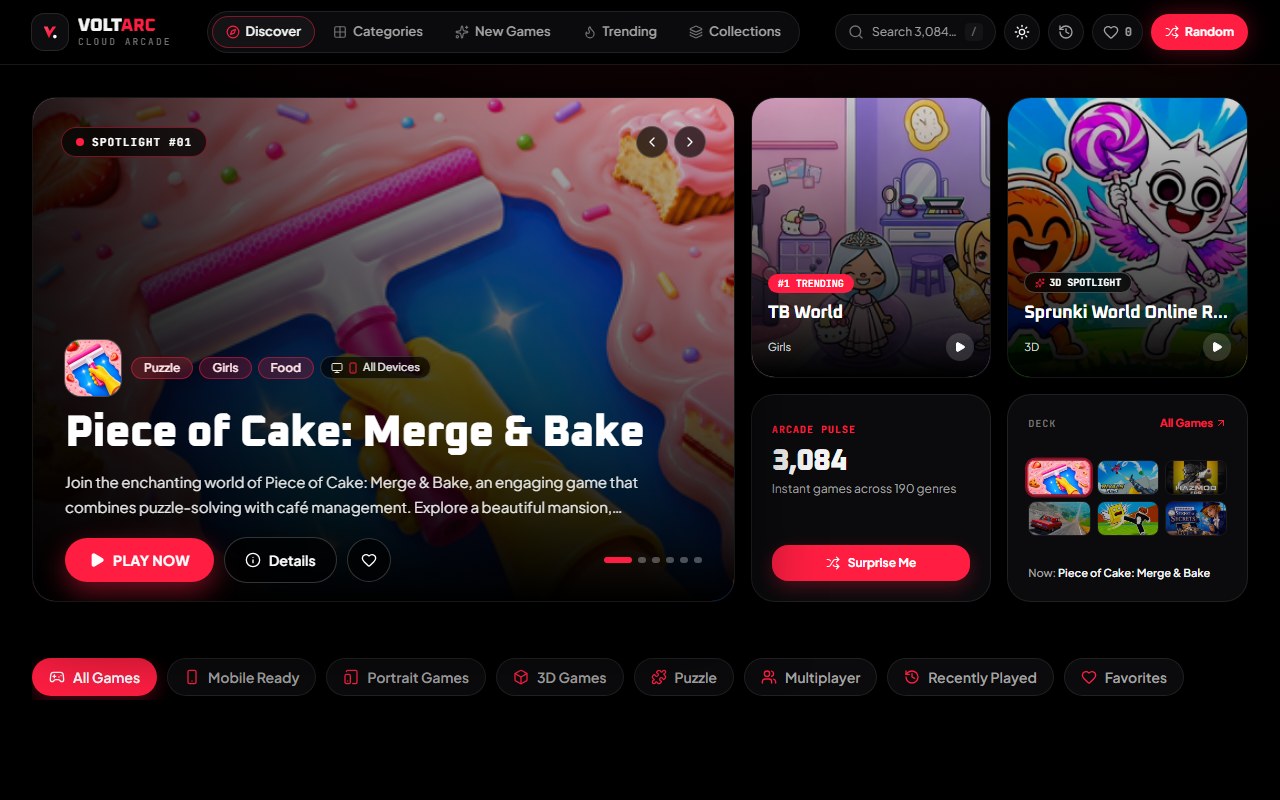 VOLTARC
CLOUD ARCADE
Discover
Categories
New Games
Trending
Collections
Search 3,084...
/
0
Random
SPOTLIGHT #01
Puzzle
Girls
Food
All Devices
Piece of Cake: Merge & Bake
Join the enchanting world of Piece of Cake: Merge & Bake, an engaging game that
combines puzzle-solving with café management. Explore a beautiful mansion,...
PLAY NOW
Details
#1 TRENDING
TB World
Girls
3D SPOTLIGHT
Sprunki World Online R...
3D
ARCADE PULSE
3,084
Instant games across 190 genres
Surprise Me
DECK
All Games
Now: Piece of Cake: Merge & Bake
All Games
Mobile Ready
Portrait Games
3D Games
Puzzle
Multiplayer
Recently Played
Favorites